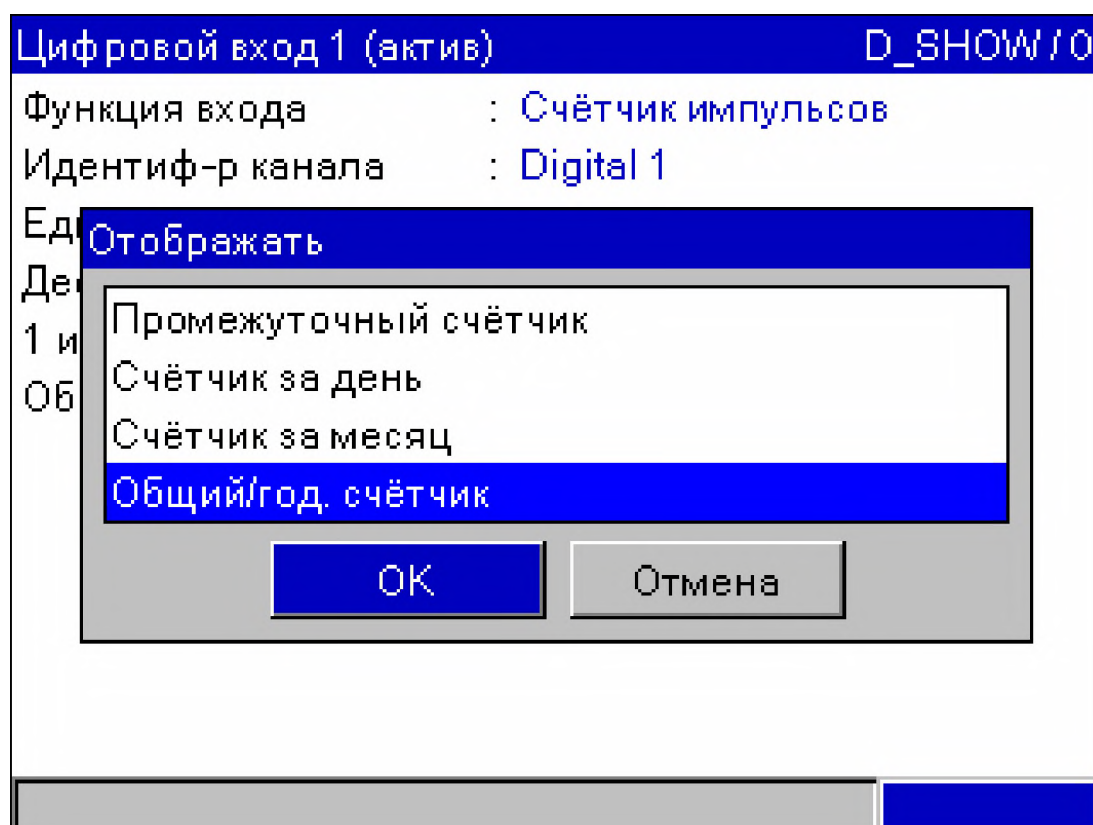 Цифровой вход 1 (актив) D_SHOW / 0
Функция входа : Счётчик импульсов
Идентиф-р канала : Digital 1
Отображать
1
Промежуточный счётчик
Счётчик за день
Счётчик за месяц
Общий/год. счётчик
OK Отмена